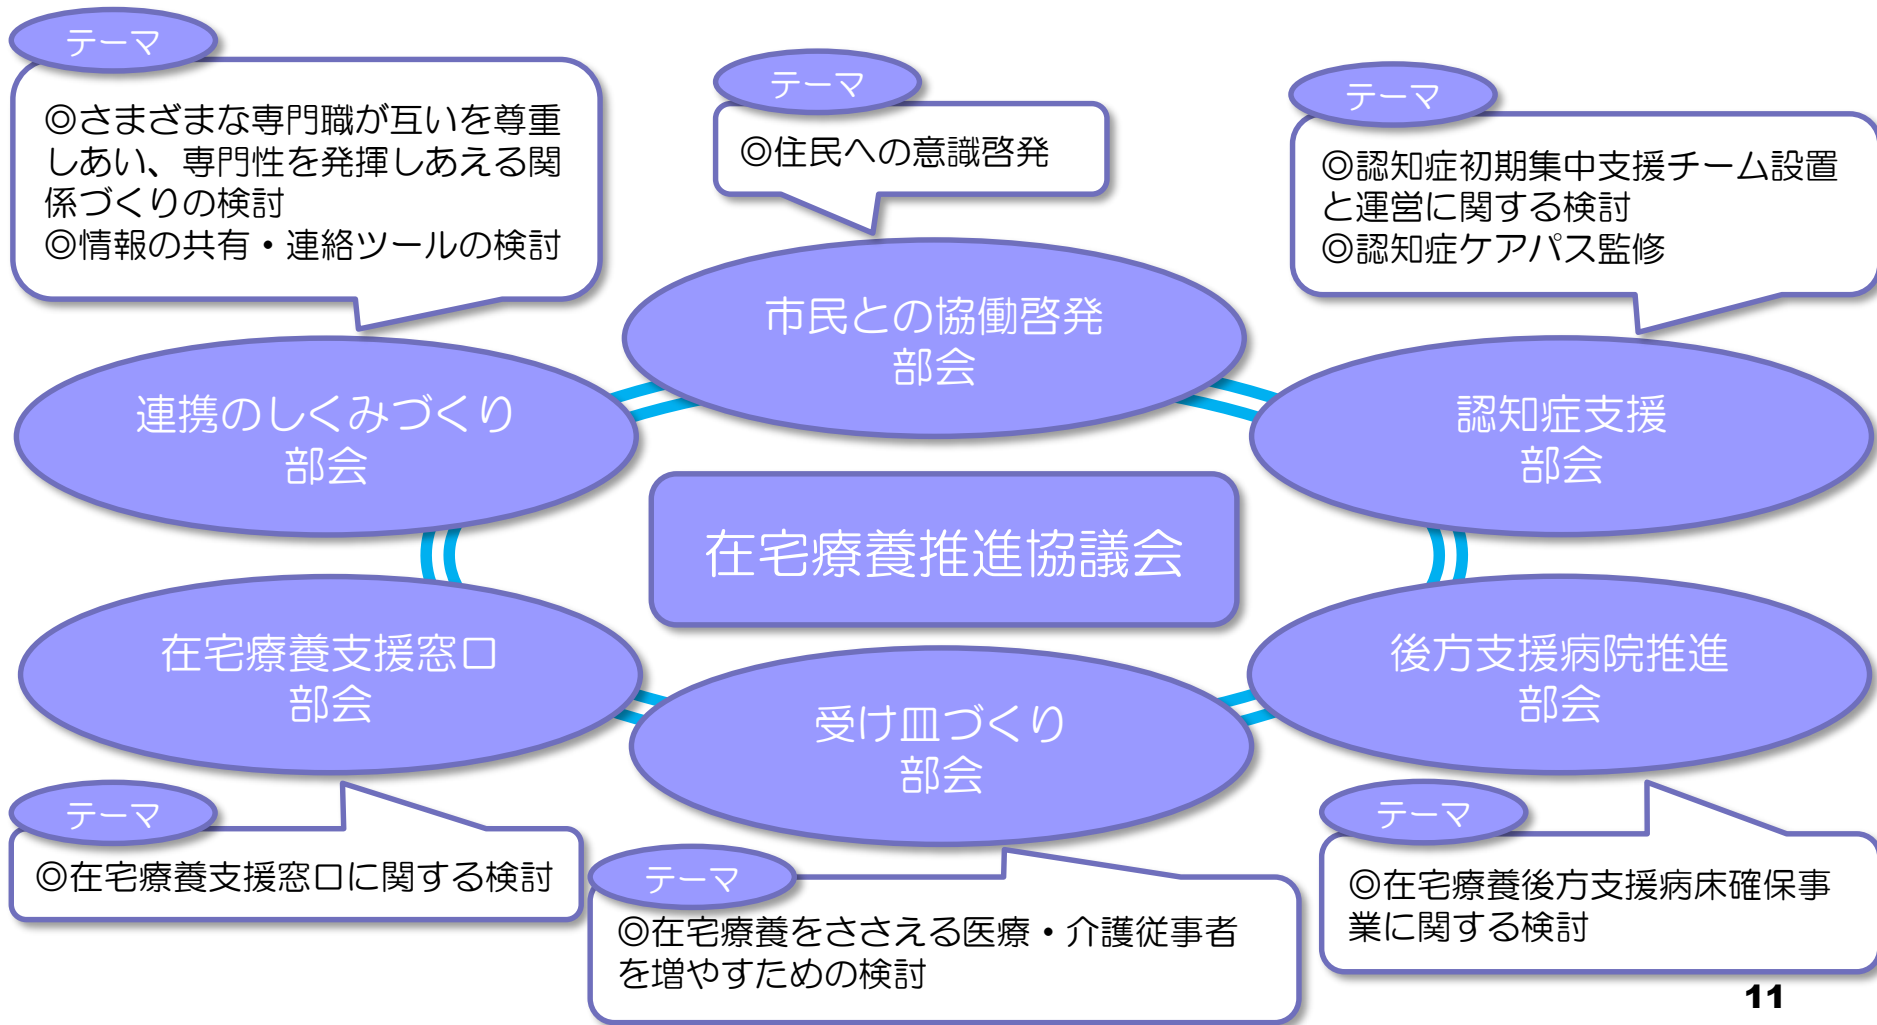 テーマ
◎さまざまな専門職が互いを尊重
しあい、専門性を発揮しあえる関
係づくりの検討
◎情報の共有・連絡ツールの検討
連携のしくみづくり
部会
テーマ
◎住民への意識啓発
市民との協働啓発
部会
テーマ
◎認知症初期集中支援チーム設置
と運営に関する検討
◎認知症ケアパス監修
認知症支援
部会
在宅療養推進協議会
在宅療養支援窓口
部会
テーマ
◎在宅療養支援窓口に関する検討
受け皿づくり
部会
テーマ
◎在宅療養をささえる医療・介護従事者
を増やすための検討
後方支援病院推進
部会
テーマ
◎在宅療養後方支援病床確保事
業に関する検討
11